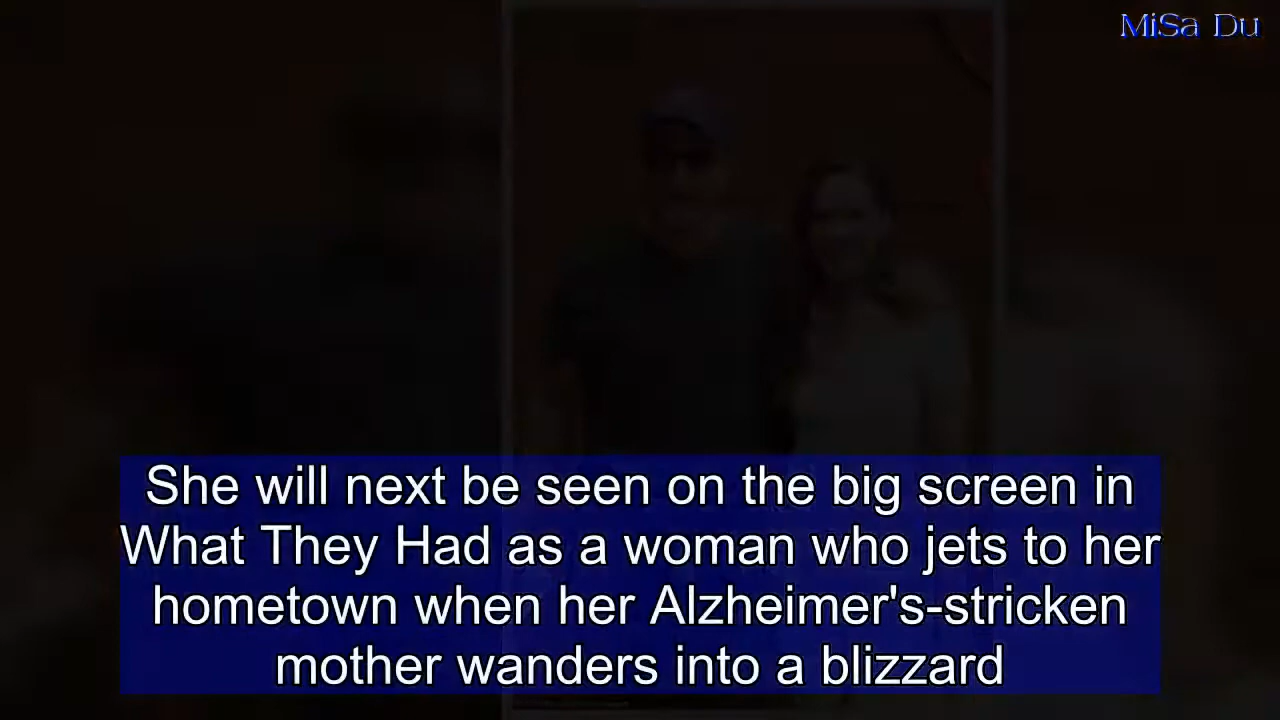 MiSa Du
She will next be seen on the big screen in
What They Had as a woman who jets to her
hometown when her Alzheimer's-stricken
mother wanders into a blizzard